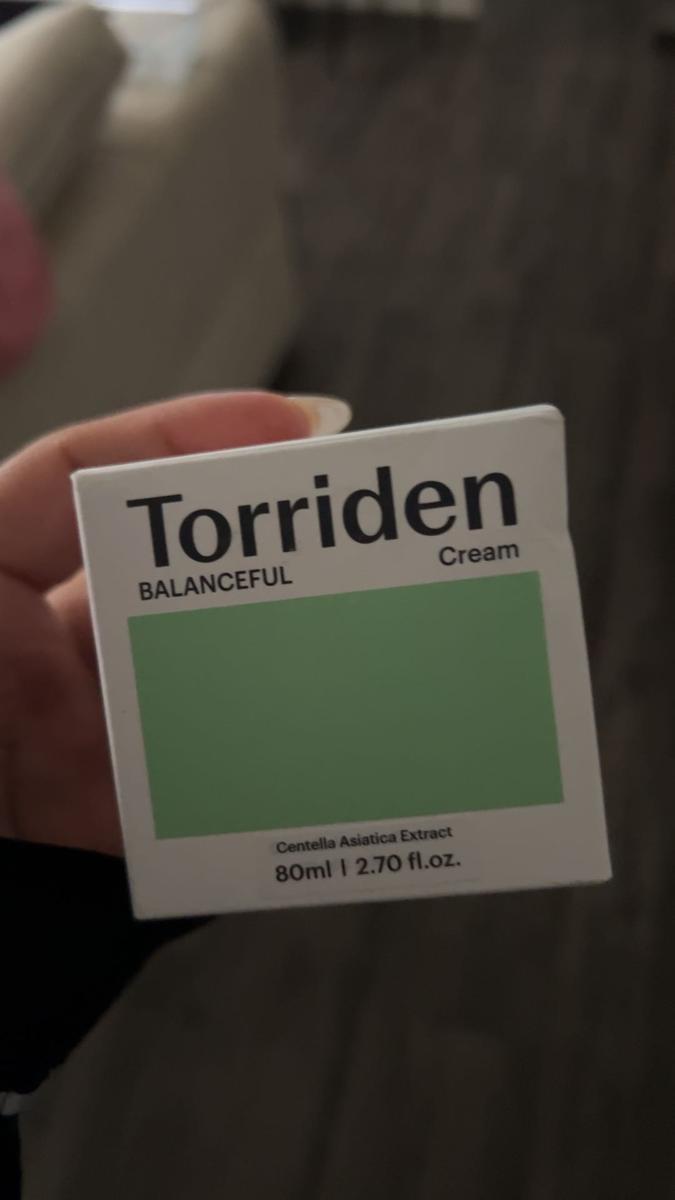 Torriden
BALANCEFUL Cream
Centella Asiatica Extract
80ml | 2.70 fl.oz.